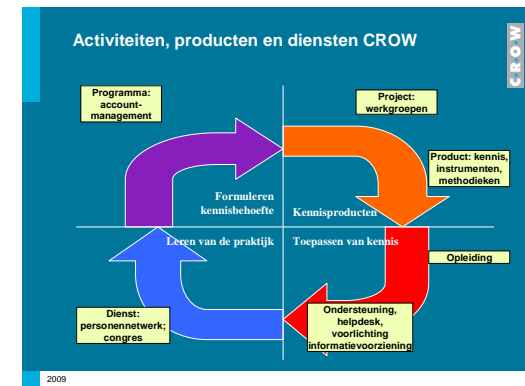 Activiteiten, producten en diensten CROW
C·R·O·W
Programma:
account-
management
Project:
werkgroepen
Product: kennis,
instrumenten,
methodieken
Formuleren
kennisbehoefte
Kennisproducten
Leren van de praktijk
Toepassen van kennis
Opleiding
Dienst:
personennetwerk;
congres
Ondersteuning,
helpdesk,
voorlichting
informatievoorziening
2009